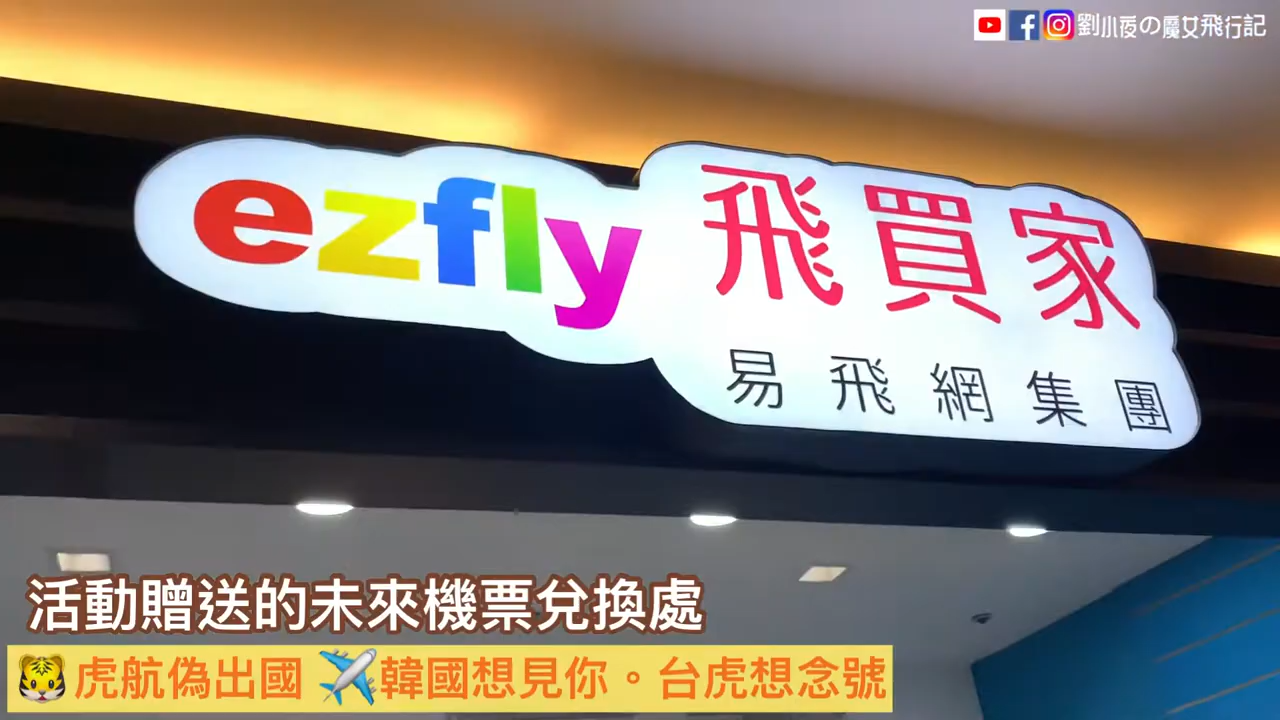 劉小夜の魔女飛行記
ezfly 飛買家
易飛網集團
活動贈送的未來機票兌換處
🐯虎航偽出國 ✈️韓國想見你。台虎想念號